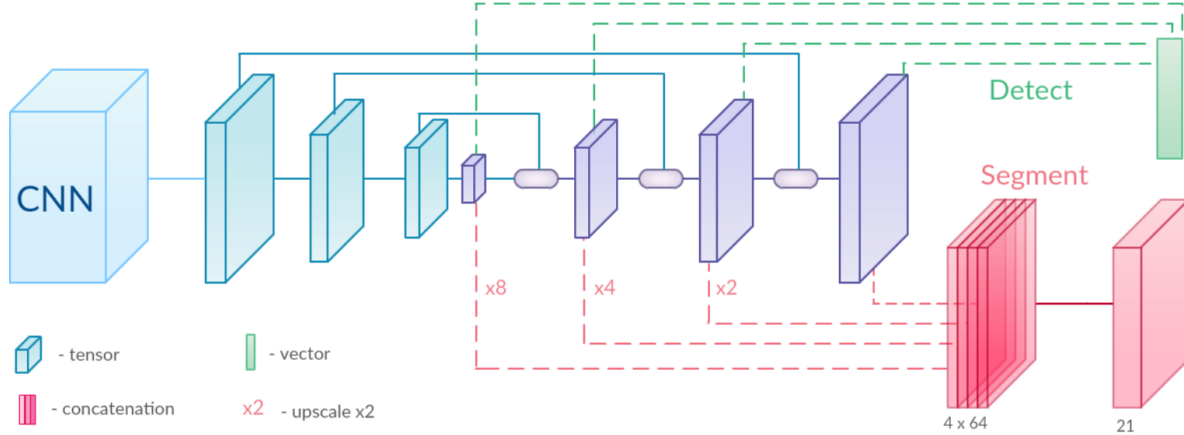 CNN
Detect
Segment
x8
x4
x2
- tensor
- vector
- concatenation
x2 - upscale x2
4 x 64
21